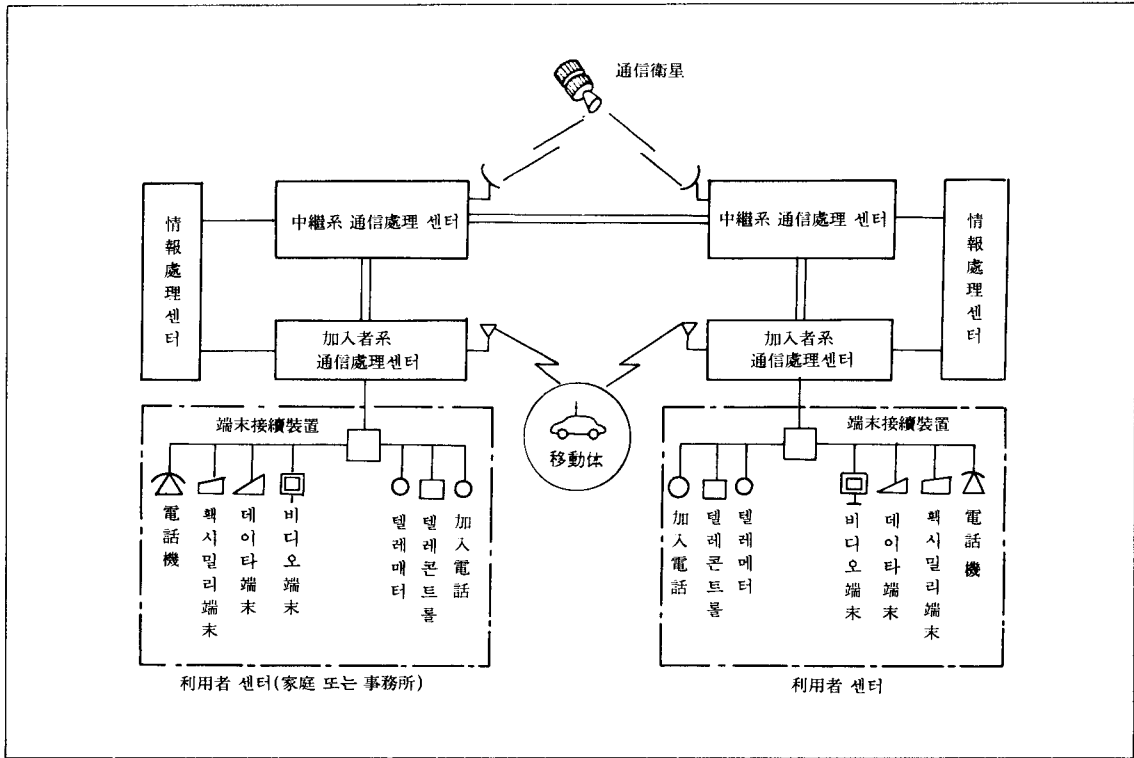 通信衛星
中繼系 通信處理 센터
中繼系 通信處理 센터
情報處理센터
情報處理센터
加入者系
通信處理센터
加入者系
通信處理센터
移動体
端末接續裝置
端末接續裝置
電話機
팩시밀리端末
데이타端末
비디오端末
텔레매터
텔레콘트롤
加入電話
加入電話
텔레콘트롤
텔레메터
비디오端末
데이타端末
팩시밀리端末
電話機
利用者 센터(家庭 또는 事務所)
利用者 센터